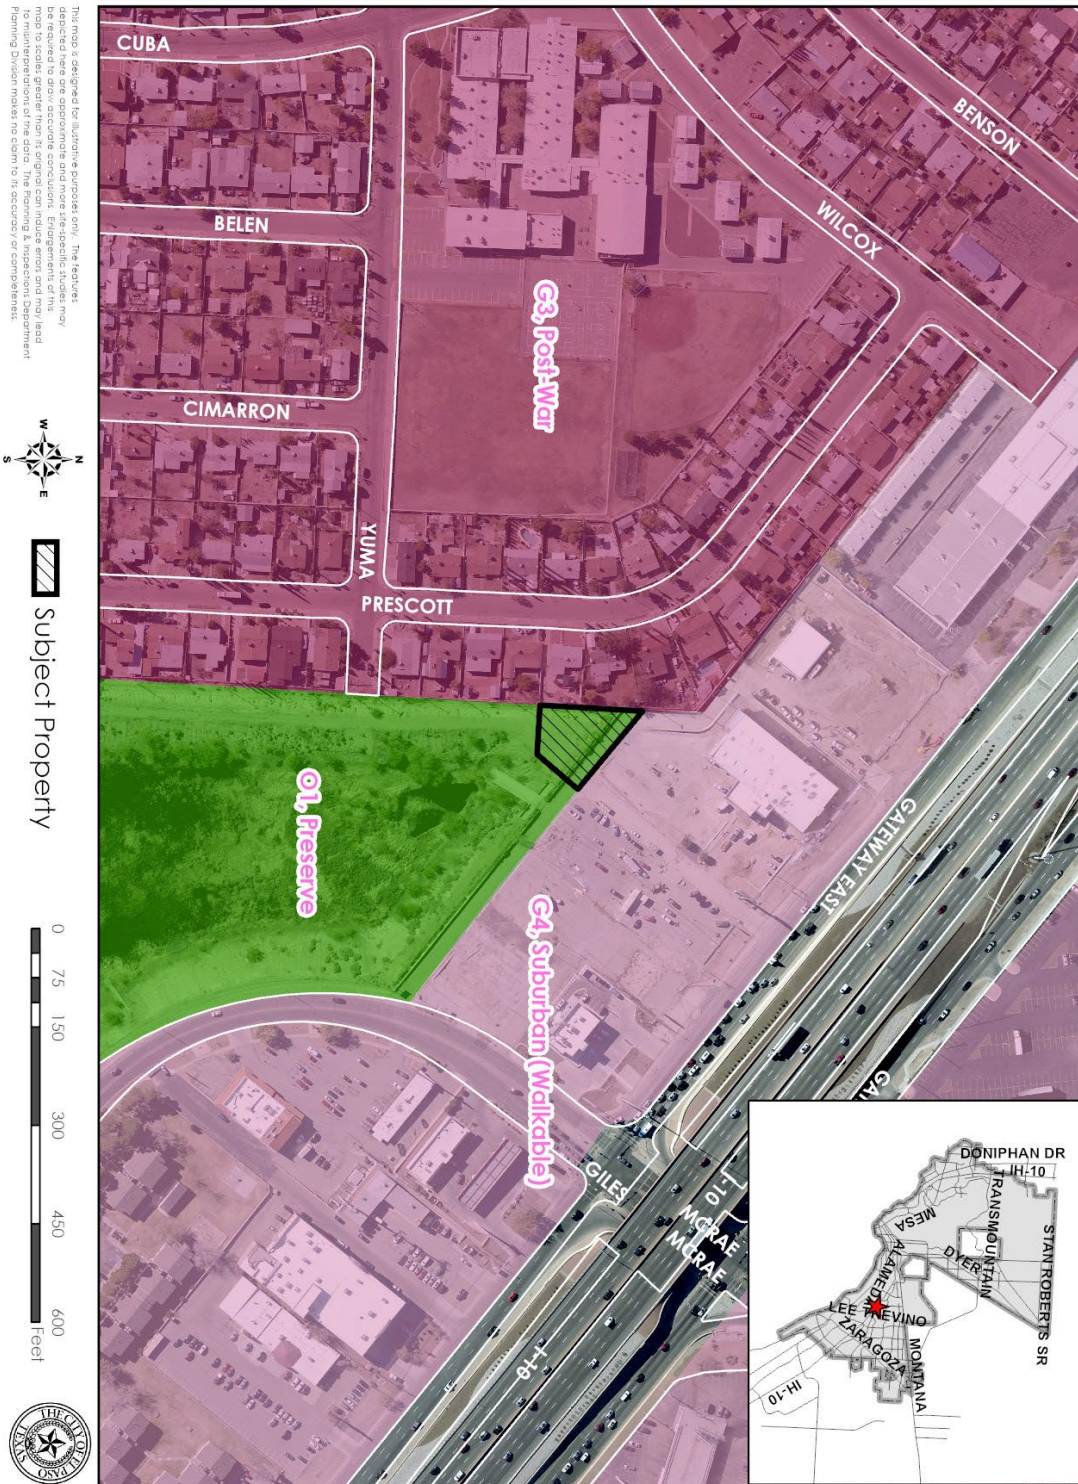 CUBA
BELEN
CIMARRON
YUMA
PRESCOTT
WILCOX
BENSON
G3, Post-War
O1, Preserve
G4, Suburban (Walkable)
GATEWAY EAST
GILES
I-10
MCRAE
MCRAE
I-10
DONIPHAN DR
IH-10
TRANSMOUNTAIN
STAN ROBERTS SR
MESA
DYER
ALAMEDA
LEE TREVINO
ZARAGOZA
MONTANA
IH-10
This map is designed for illustrative purposes only. The features
depicted here are approximate and more site-specific studies may
be required to draw accurate conclusions. Enlargements of this
map to scales greater than its original can induce errors and may lead
to misinterpretations of the data. The Planning & Inspections Department
Planning Division makes no claim to its accuracy or completeness.
N
W
E
S
Subject Property
0 75 150 300 450 600
Feet
THE CITY OF EL PASO
TEXAS